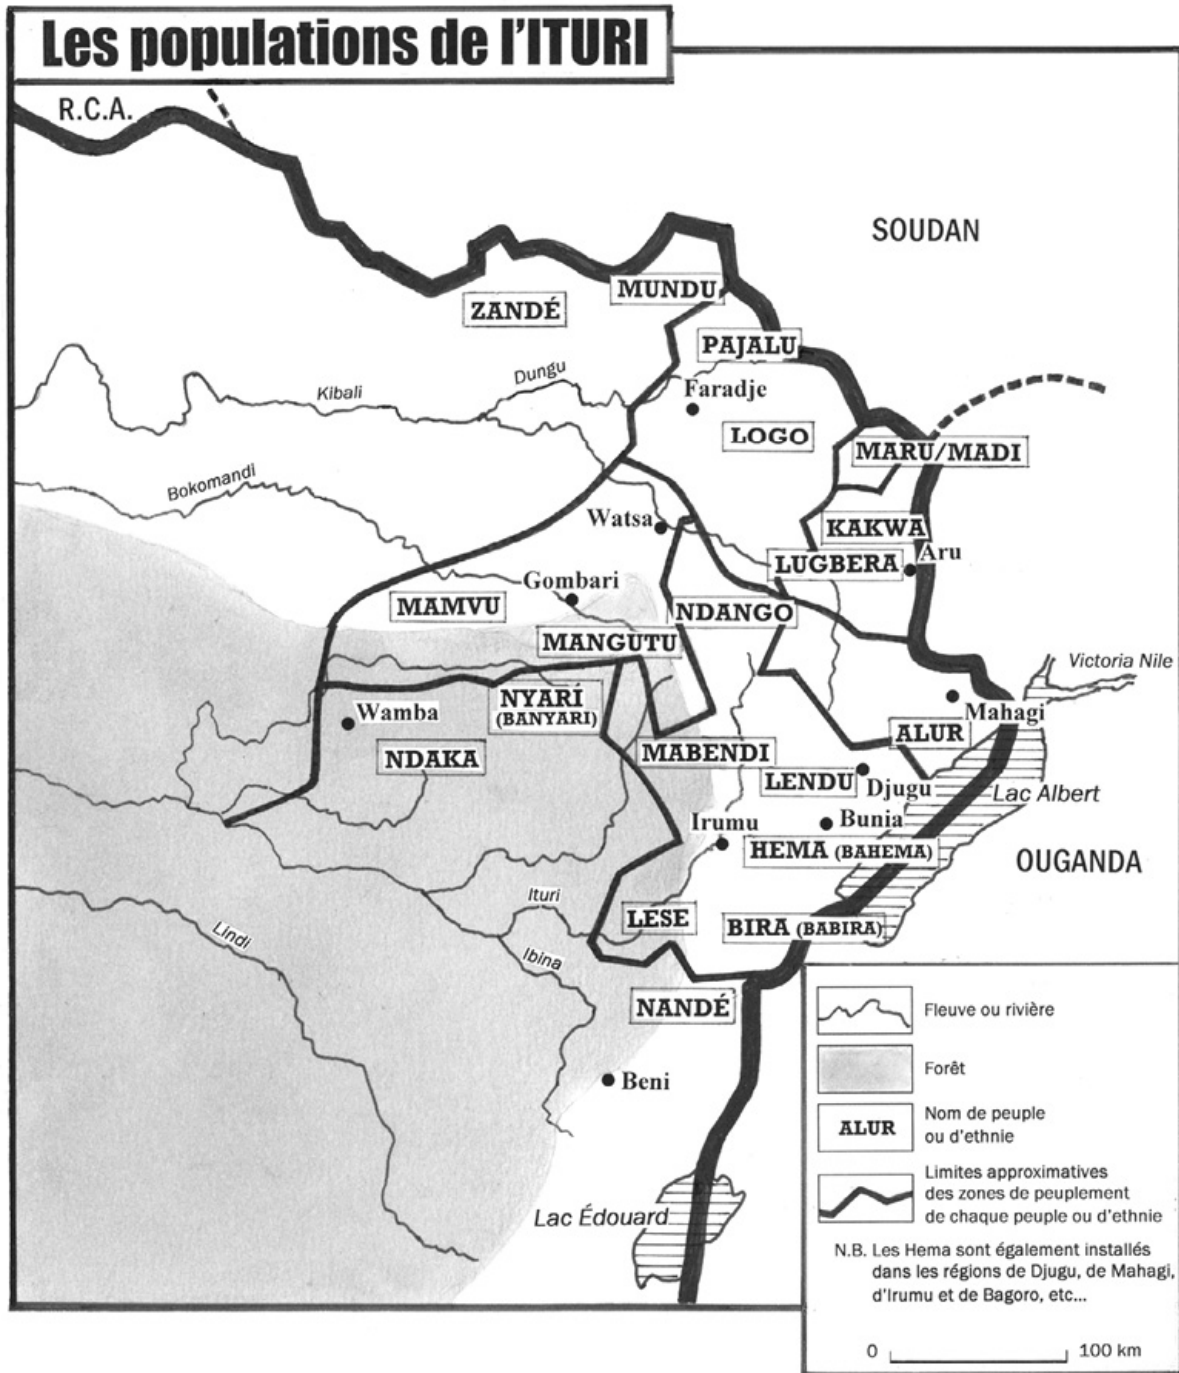 Les populations de l'ITURI
R.C.A.
SOUDAN
MUNDU
ZANDÉ
PAJALU
Dungu
Faradje
Kibali
LOGO
MARU/MADI
Bokomandi
Watsa
KAKWA
Aru
LUGBERA
Gombari
MAMVU
NDANGO
MANGUTU
Victoria Nile
NYARÍ
(BANYARI)
Wamba
Mahagi
ALUR
MABENDI
NDAKA
LENDU
Djugu
Lac Albert
Irumu
Bunia
HEMA (BAHEMA)
OUGANDA
Ituri
LESE
BIRA (BABIRA)
Lindi
Ibina
NANDÉ
Beni
Lac Édouard
Fleuve ou rivière
Forêt
ALUR
Nom de peuple
ou d'ethnie
Limites approximatives
des zones de peuplement
de chaque peuple ou d'ethnie
N.B. Les Hema sont également installés
dans les régions de Djugu, de Mahagi,
d'Irumu et de Bagoro, etc...
0 100 km